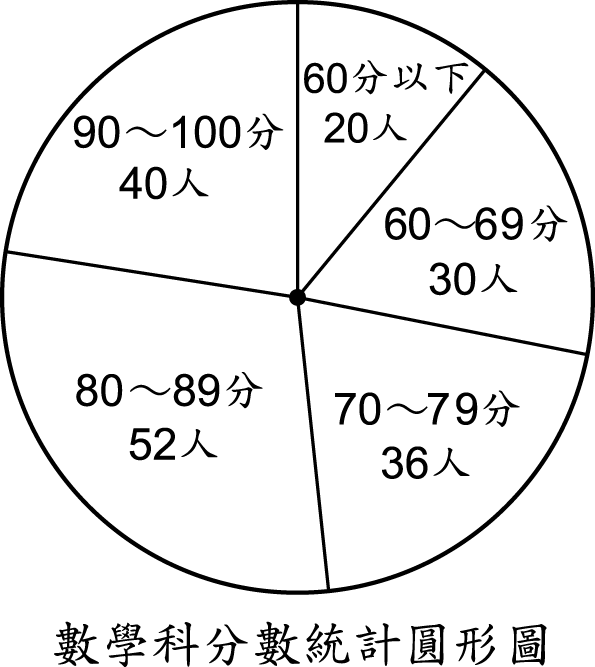 60分以下
20人
90～100分
40人
60～69分
30人
80～89分
52人
70～79分
36人
數學科分數統計圓形圖